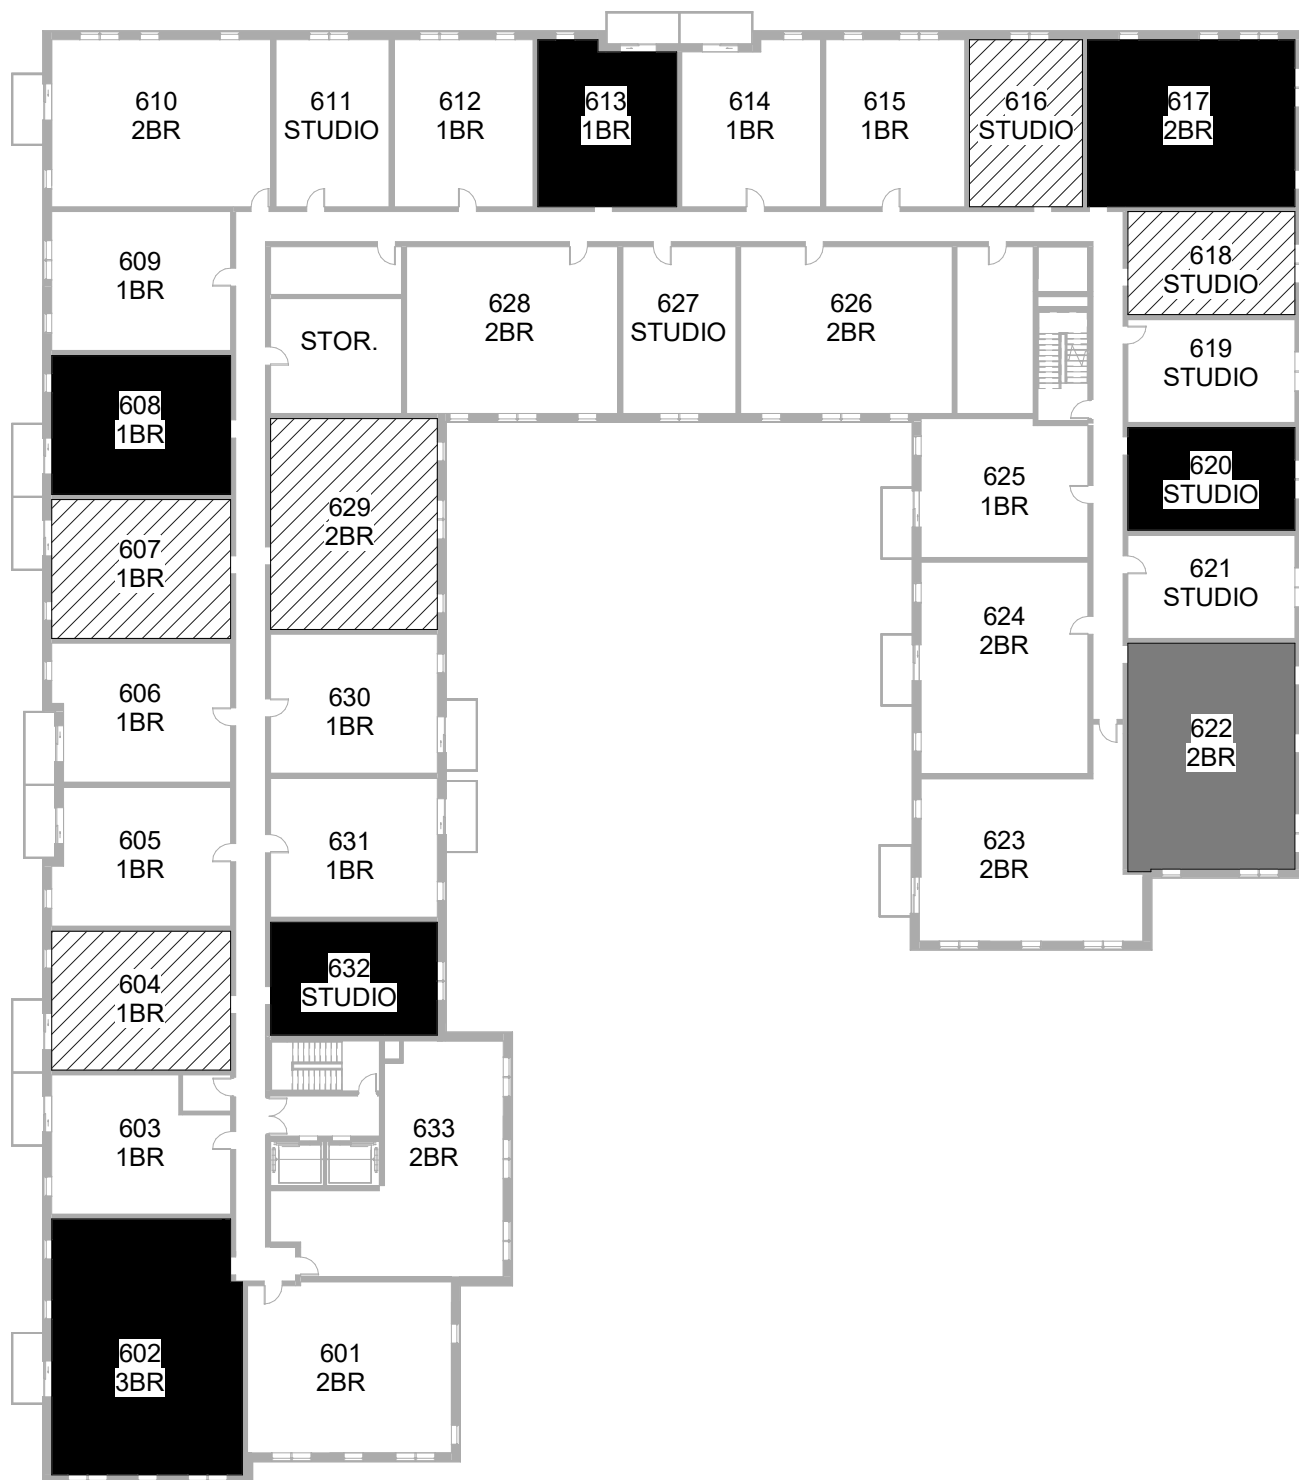 610
2BR
611
STUDIO
612
1BR
613
1BR
614
1BR
615
1BR
616
STUDIO
617
2BR
609
1BR
STOR.
628
2BR
627
STUDIO
626
2BR
618
STUDIO
619
STUDIO
608
1BR
620
STUDIO
625
1BR
629
2BR
607
1BR
621
STUDIO
624
2BR
606
1BR
630
1BR
622
2BR
605
1BR
631
1BR
623
2BR
604
1BR
632
STUDIO
603
1BR
633
2BR
602
3BR
601
2BR